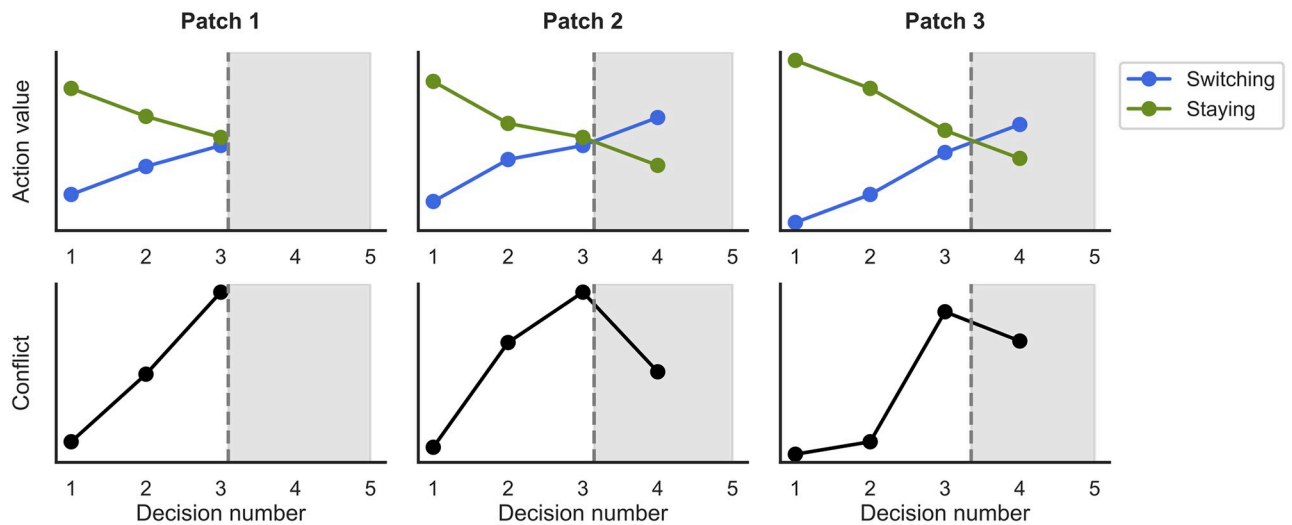 Patch 1
Patch 2
Patch 3
Action value
Switching
Staying
1 2 3 4 5
1 2 3 4 5
1 2 3 4 5
Conflict
1 2 3 4 5
1 2 3 4 5
1 2 3 4 5
Decision number
Decision number
Decision number